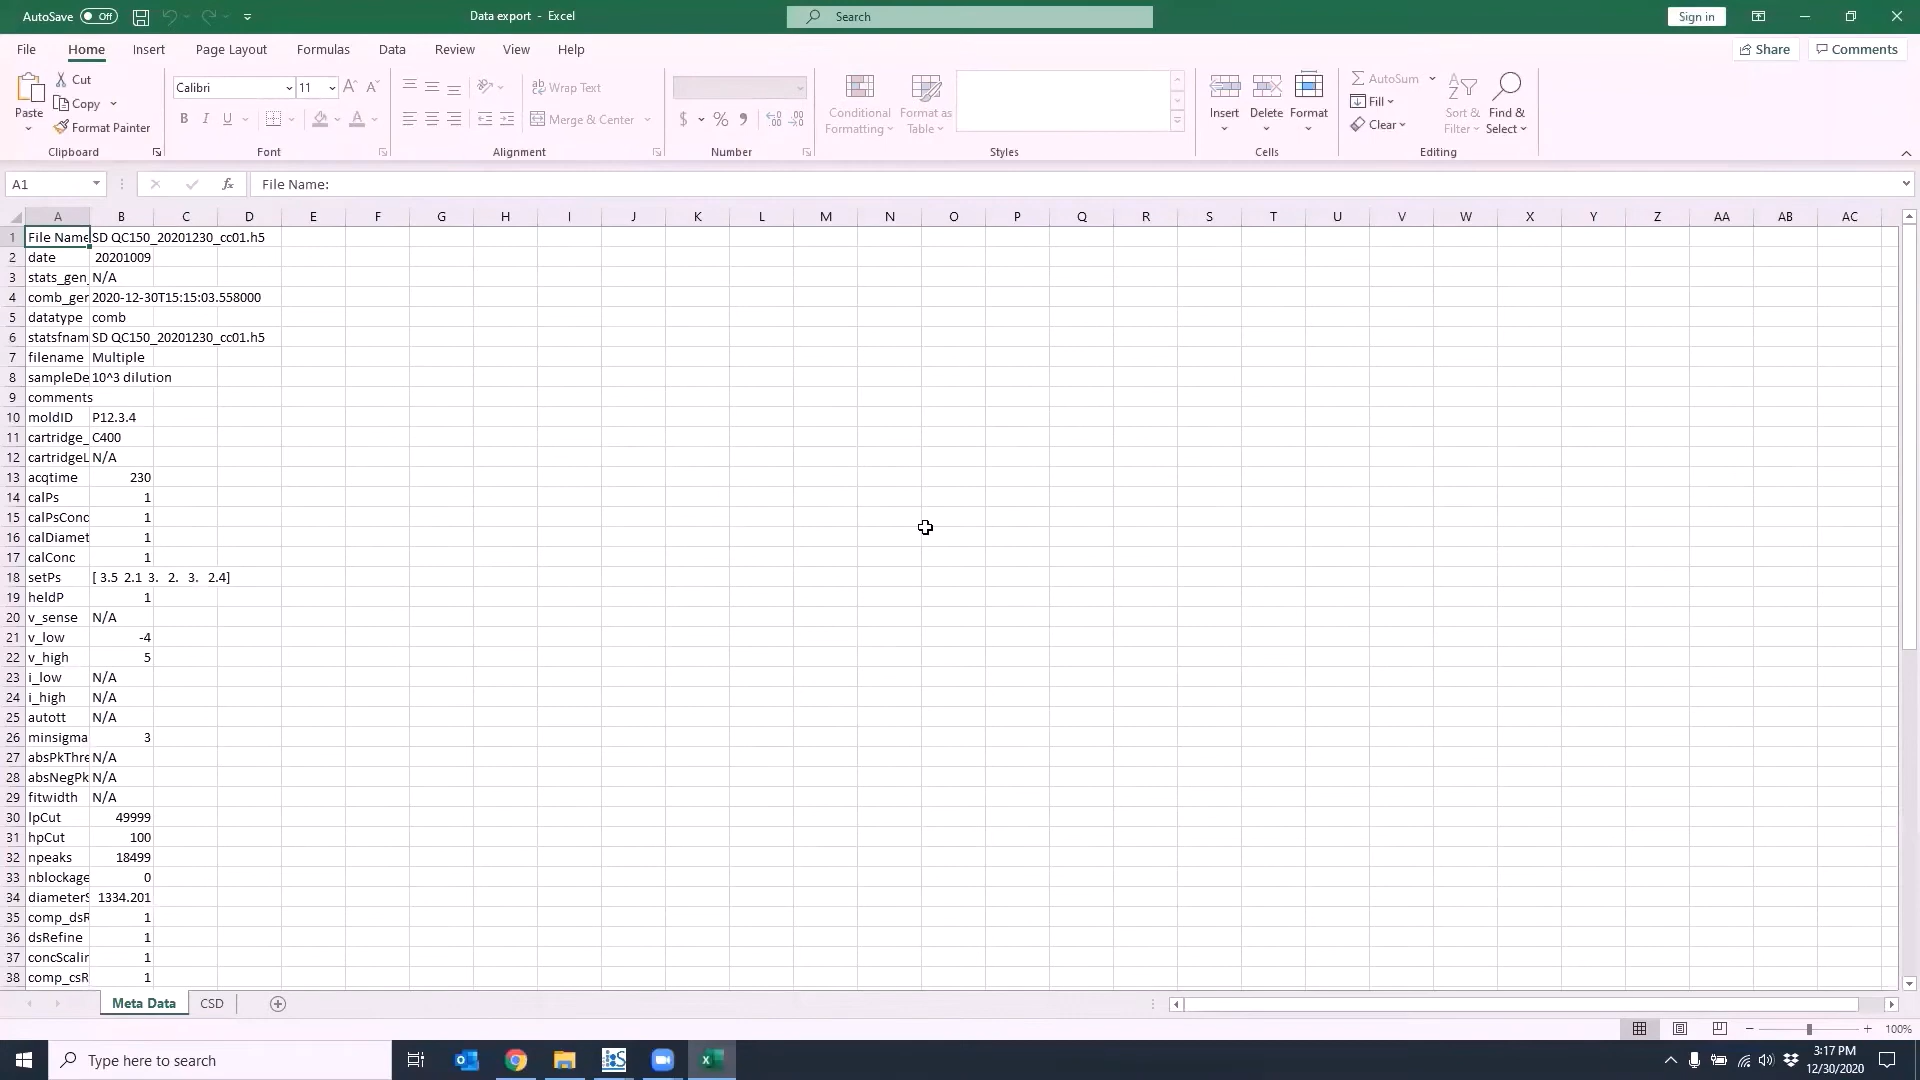 AutoSave Off
Data export - Excel
Search
Sign in
File Home Insert Page Layout Formulas Data Review View Help
Share Comments
Paste
Cut
Copy
Format Painter
Clipboard
Calibri 11
B I U
Font
Wrap Text
Merge & Center
Alignment
$ % 9
Number
Conditional Formatting
Format as Table
Styles
Insert Delete Format
Cells
AutoSum
Fill
Clear
Sort & Filter
Find & Select
Editing
A1 fx File Name:
A B C D E F G H I J K L M N O P Q R S T U V W X Y Z AA AB AC
1 File Name SD QC150_20201230_cc01.h5
2 date 20201009
3 stats_gen_ N/A
4 comb_ger 2020-12-30T15:15:03.558000
5 datatype comb
6 statsfnam SD QC150_20201230_cc01.h5
7 filename Multiple
8 sampleDe 10^3 dilution
9 comments
10 moldID P12.3.4
11 cartridge_ C400
12 cartridgeL N/A
13 acqtime 230
14 calPs 1
15 calPsConc 1
16 calDiamet 1
17 calConc 1
18 setPs [ 3.5 2.1 3. 2. 3. 2.4]
19 heldP 1
20 v_sense N/A
21 v_low -4
22 v_high 5
23 i_low N/A
24 i_high N/A
25 autott N/A
26 minsigma 3
27 absPkThre N/A
28 absNegPk N/A
29 fitwidth N/A
30 lpCut 49999
31 hpCut 100
32 npeaks 18499
33 nblockage 0
34 diameterS 1334.201
35 comp_dsR 1
36 dsRefine 1
37 concScalin 1
38 comp_csR 1
Meta Data CSD
100%
Type here to search
3:17 PM
12/30/2020